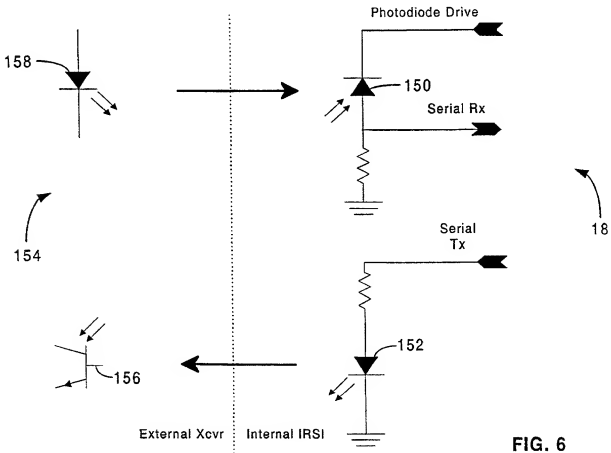 Photodiode Drive
158
150
Serial Rx
154
18
Serial
Tx
152
156
External Xcvr
Internal IRSI
FIG. 6